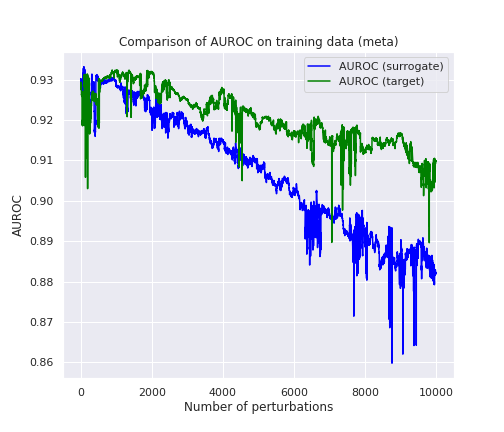 Comparison of AUROC on training data (meta)
AUROC (surrogate)
AUROC (target)
0.93
0.92
0.91
0.90
0.89
0.88
0.87
0.86
AUROC
0
2000
4000
6000
8000
10000
Number of perturbations